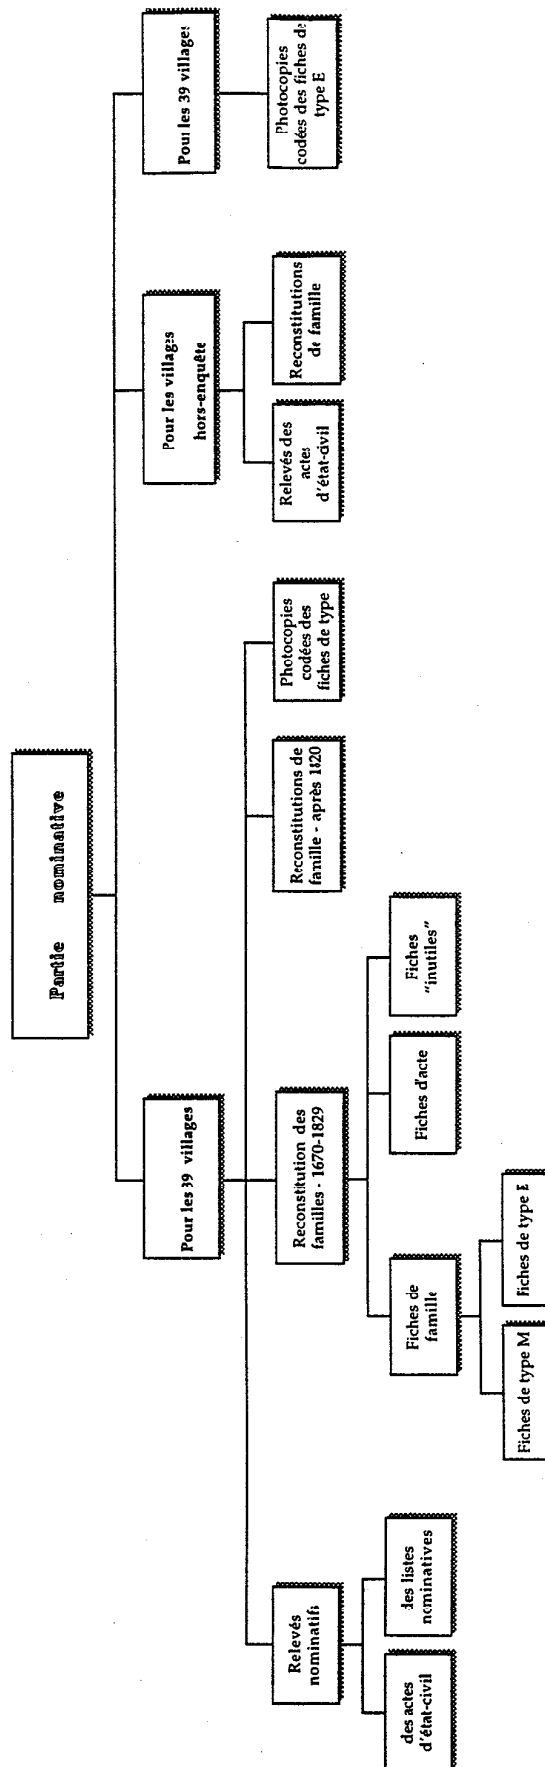 Partie nominative
Pour les 39 villages
Pour les villages
hors-enquête
Pour les 39 villages
Relevés
nominatifs
Reconstitution des
familles - 1670-1829
Reconstitutions de
famille - après 1820
Photocopies
codées des
fiches de type
Relevés des
actes
d'état-civil
Reconstitutions
de famille
Photocopies
codées des fiches de
type E
des actes
d'état-civil
des listes
nominatives
Fiches de
famille
Fiches d'acte
Fiches
"inutiles"
Fiches de type M
Fiches de type E